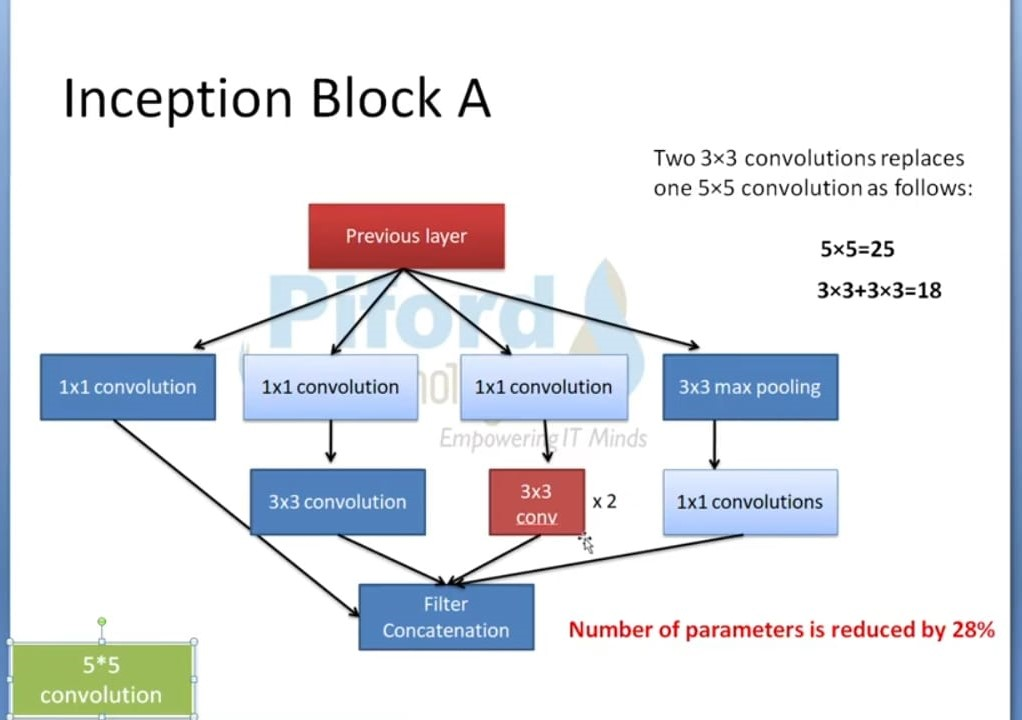 Inception Block A
Two 3×3 convolutions replaces
one 5×5 convolution as follows:
5×5=25
3×3+3×3=18
Previous layer
Piford
Empowering IT Minds
1x1 convolution
1x1 convolution
1x1 convolution
3x3 max pooling
3x3 convolution
3x3
conv
x 2
1x1 convolutions
Filter
Concatenation
Number of parameters is reduced by 28%
5*5
convolution